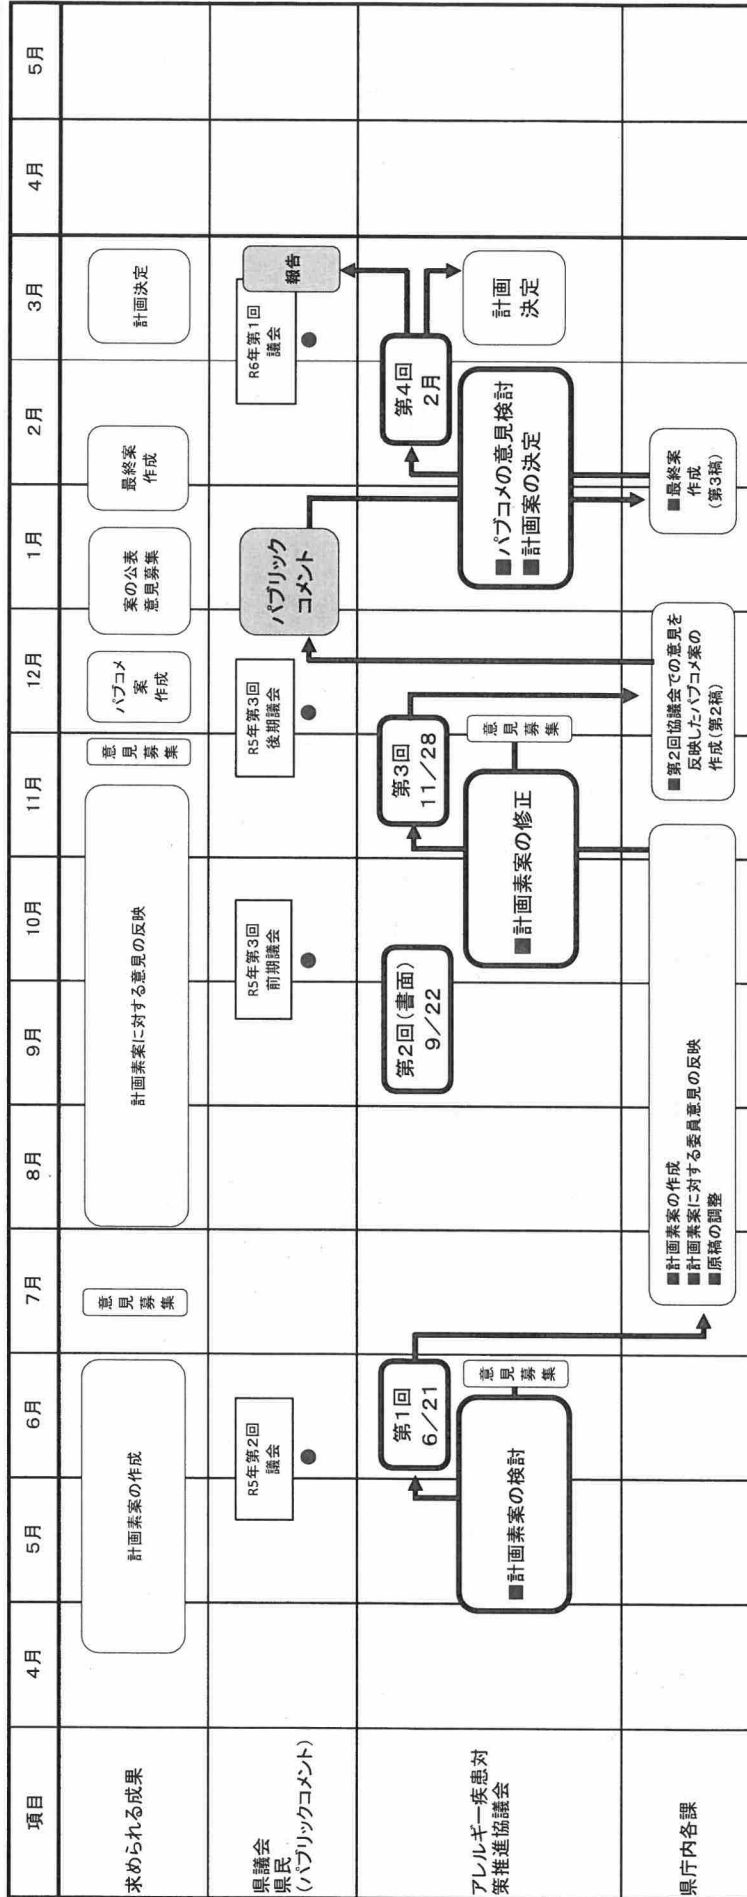 項目
4月
5月
6月
7月
8月
9月
10月
11月
12月
1月
2月
3月
4月
5月
求められる成果
計画素案の作成
意見
募集
計画素案に対する意見の反映
意見
募集
パブコメ
案
作成
案の公表
意見募集
最終案
作成
計画決定
県議会
県民
(パブリックコメント)
R5年第2回
議会
R5年第3回
前期議会
R5年第3回
後期議会
パブリック
コメント
R6年第1回
議会
報告
アレルギー疾患対
策推進協議会
第1回
6/21
■計画素案の検討
意見
募集
第2回(書面)
9/22
第3回
11/28
■計画素案の修正
意見
募集
第4回
2月
■パブコメの意見検討
■計画案の決定
計画
決定
県庁内各課
■計画素案の作成
■計画素案に対する委員意見の反映
■原稿の調整
■第2回協議会での意見を
反映したパブコメ案の
作成(第2稿)
■最終案
作成
(第3稿)